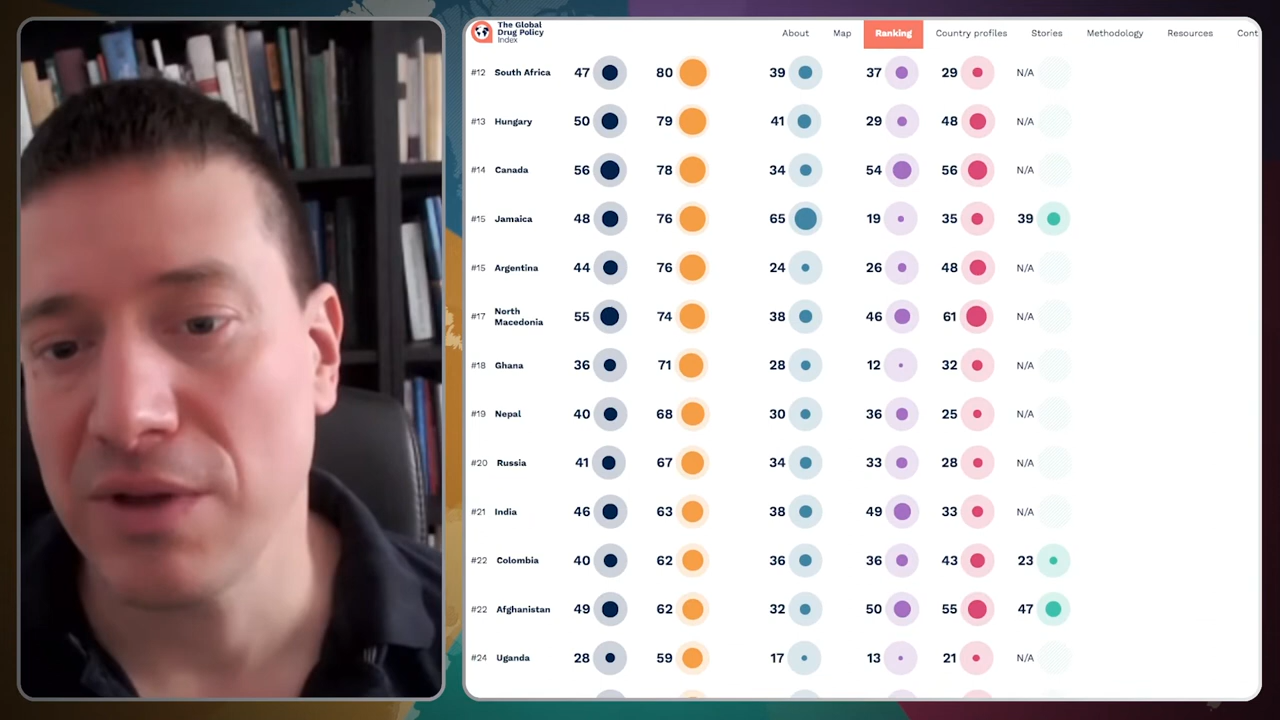 The Global
Drug Policy
Index
About Map Ranking Country profiles Stories Methodology Resources Cont
#12 South Africa 47 80 39 37 29 N/A
#13 Hungary 50 79 41 29 48 N/A
#14 Canada 56 78 34 54 56 N/A
#15 Jamaica 48 76 65 19 35 39
#15 Argentina 44 76 24 26 48 N/A
#17 North Macedonia 55 74 38 46 61 N/A
#18 Ghana 36 71 28 12 32 N/A
#19 Nepal 40 68 30 36 25 N/A
#20 Russia 41 67 34 33 28 N/A
#21 India 46 63 38 49 33 N/A
#22 Colombia 40 62 36 36 43 23
#22 Afghanistan 49 62 32 50 55 47
#24 Uganda 28 59 17 13 21 N/A